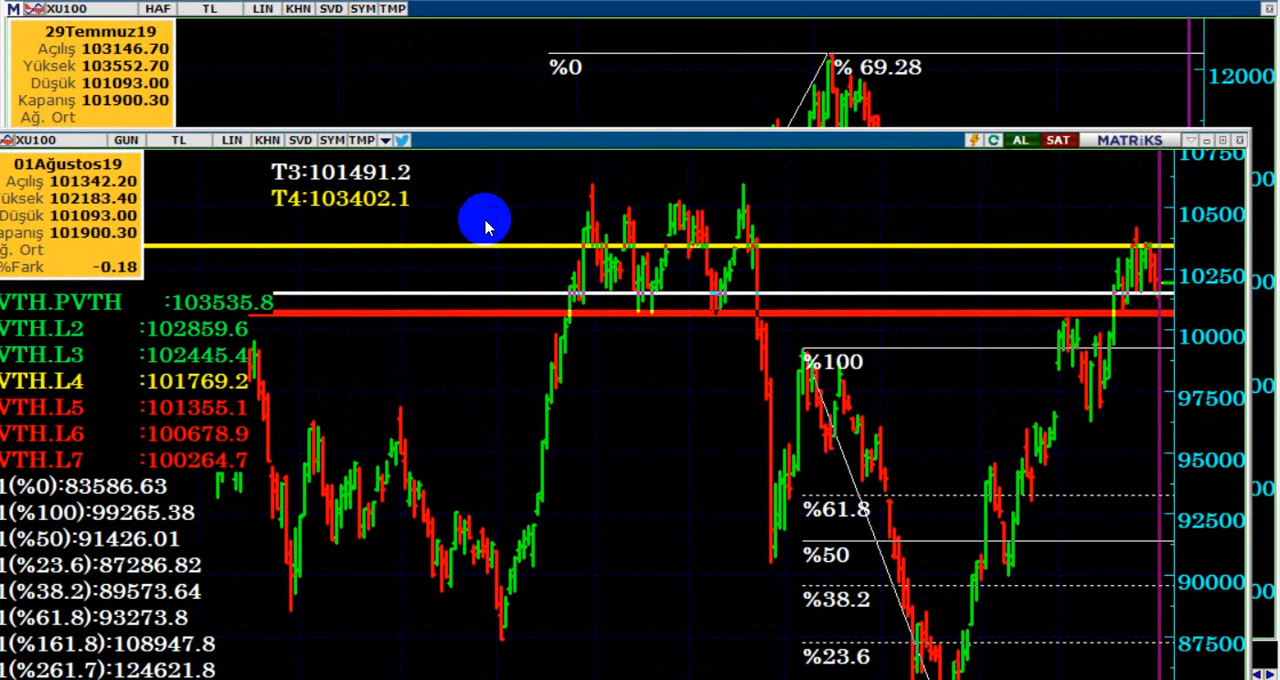 M XU100 HAF TL LIN KHN SVD SYM TMP
29Temmuz19
Açılış 103146.70
Yüksek 103552.70
Düşük 101093.00
Kapanış 101900.30
Ağ. Ort
%0
% 69.28
12000
XU100 GUN TL LIN KHN SVD SYM TMP AL SAT MATRiKS
01Ağustos19
Açılış 101342.20
üksek 102183.40
Düşük 101093.00
apanış 101900.30
ğ. Ort
%Fark -0.18
T3:101491.2
T4:103402.1
VTH.PVTH :103535.8
VTH.L2 :102859.6
VTH.L3 :102445.4
VTH.L4 :101769.2
VTH.L5 :101355.1
VTH.L6 :100678.9
VTH.L7 :100264.7
1(%0):83586.63
1(%100):99265.38
1(%50):91426.01
1(%23.6):87286.82
1(%38.2):89573.64
1(%61.8):93273.8
1(%161.8):108947.8
1(%261.7):124621.8
%100
%61.8
%50
%38.2
%23.6
10750
10500
10250
10000
97500
95000
92500
90000
87500
00
00
00
00
00